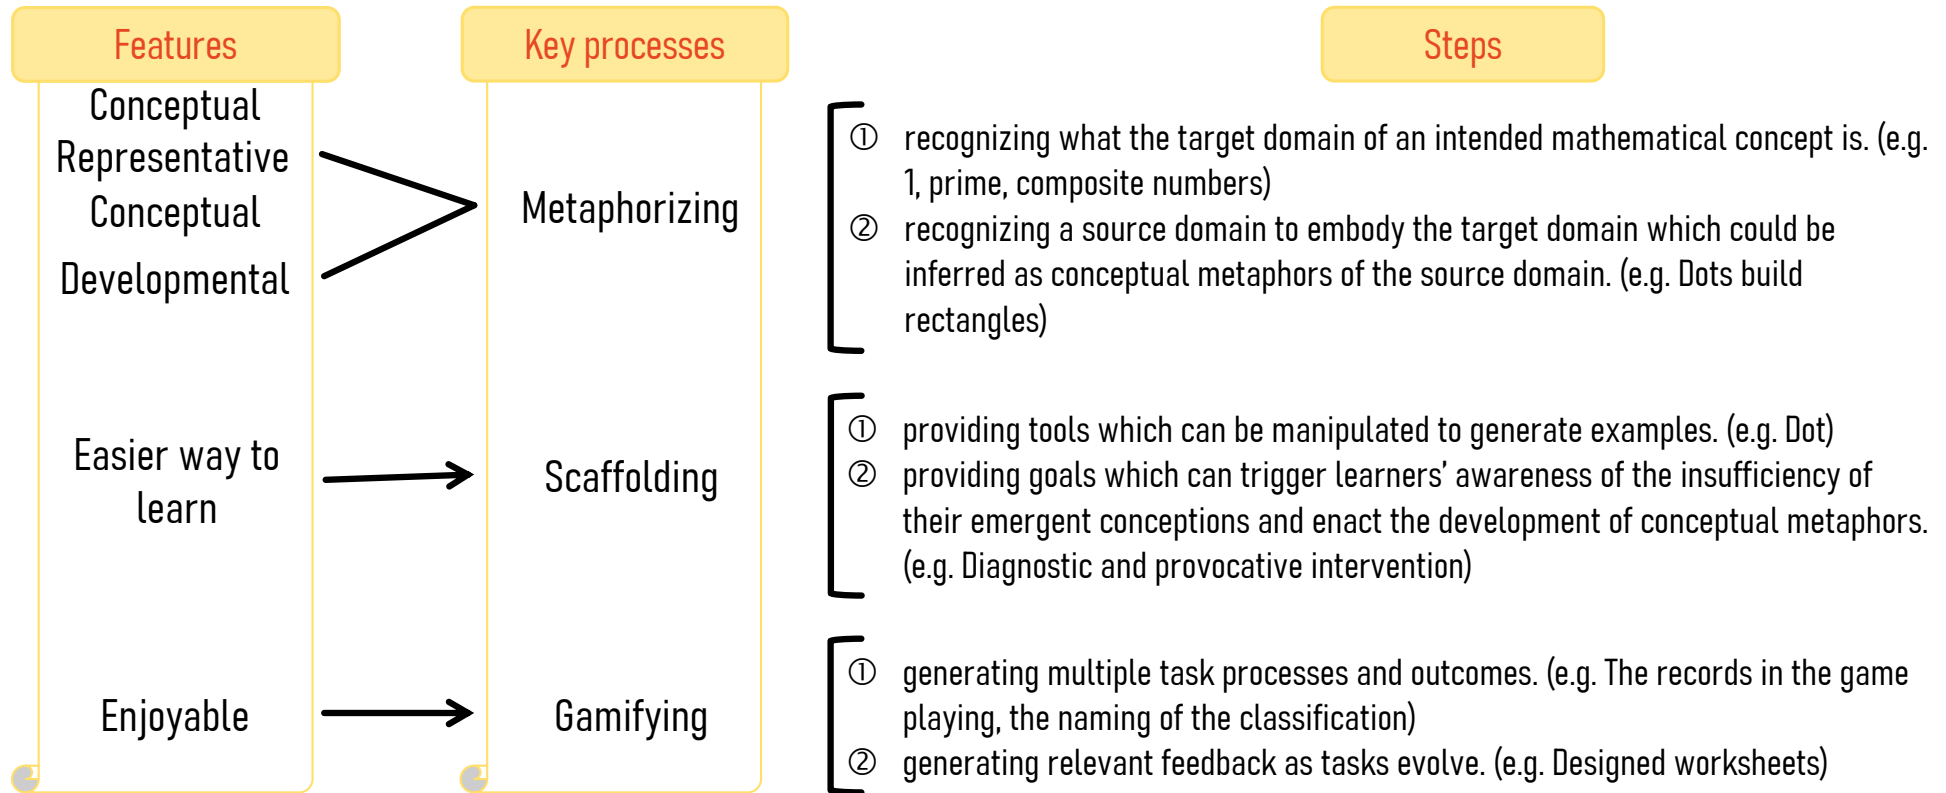 Features
Key processes
Steps
Conceptual
Representative
Conceptual
Developmental
Metaphorizing
① recognizing what the target domain of an intended mathematical concept is. (e.g.
1, prime, composite numbers)
② recognizing a source domain to embody the target domain which could be
inferred as conceptual metaphors of the source domain. (e.g. Dots build
rectangles)
Easier way to
learn
Scaffolding
① providing tools which can be manipulated to generate examples. (e.g. Dot)
② providing goals which can trigger learners’ awareness of the insufficiency of
their emergent conceptions and enact the development of conceptual metaphors.
(e.g. Diagnostic and provocative intervention)
Enjoyable
Gamifying
① generating multiple task processes and outcomes. (e.g. The records in the game
playing, the naming of the classification)
② generating relevant feedback as tasks evolve. (e.g. Designed worksheets)